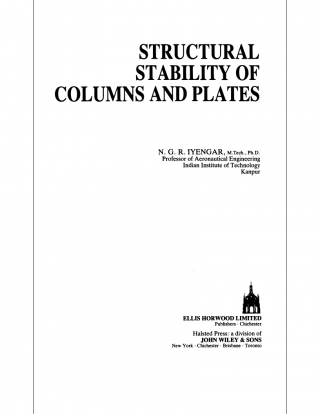 STRUCTURAL
STABILITY OF
COLUMNS AND PLATES
N. G. R. IYENGAR, M.Tech., Ph.D.
Professor of Aeronautical Engineering
Indian Institute of Technology
Kanpur
ELLIS HORWOOD LIMITED
Publishers · Chichester
Halsted Press: a division of
JOHN WILEY & SONS
New York · Chichester · Brisbane · Toronto